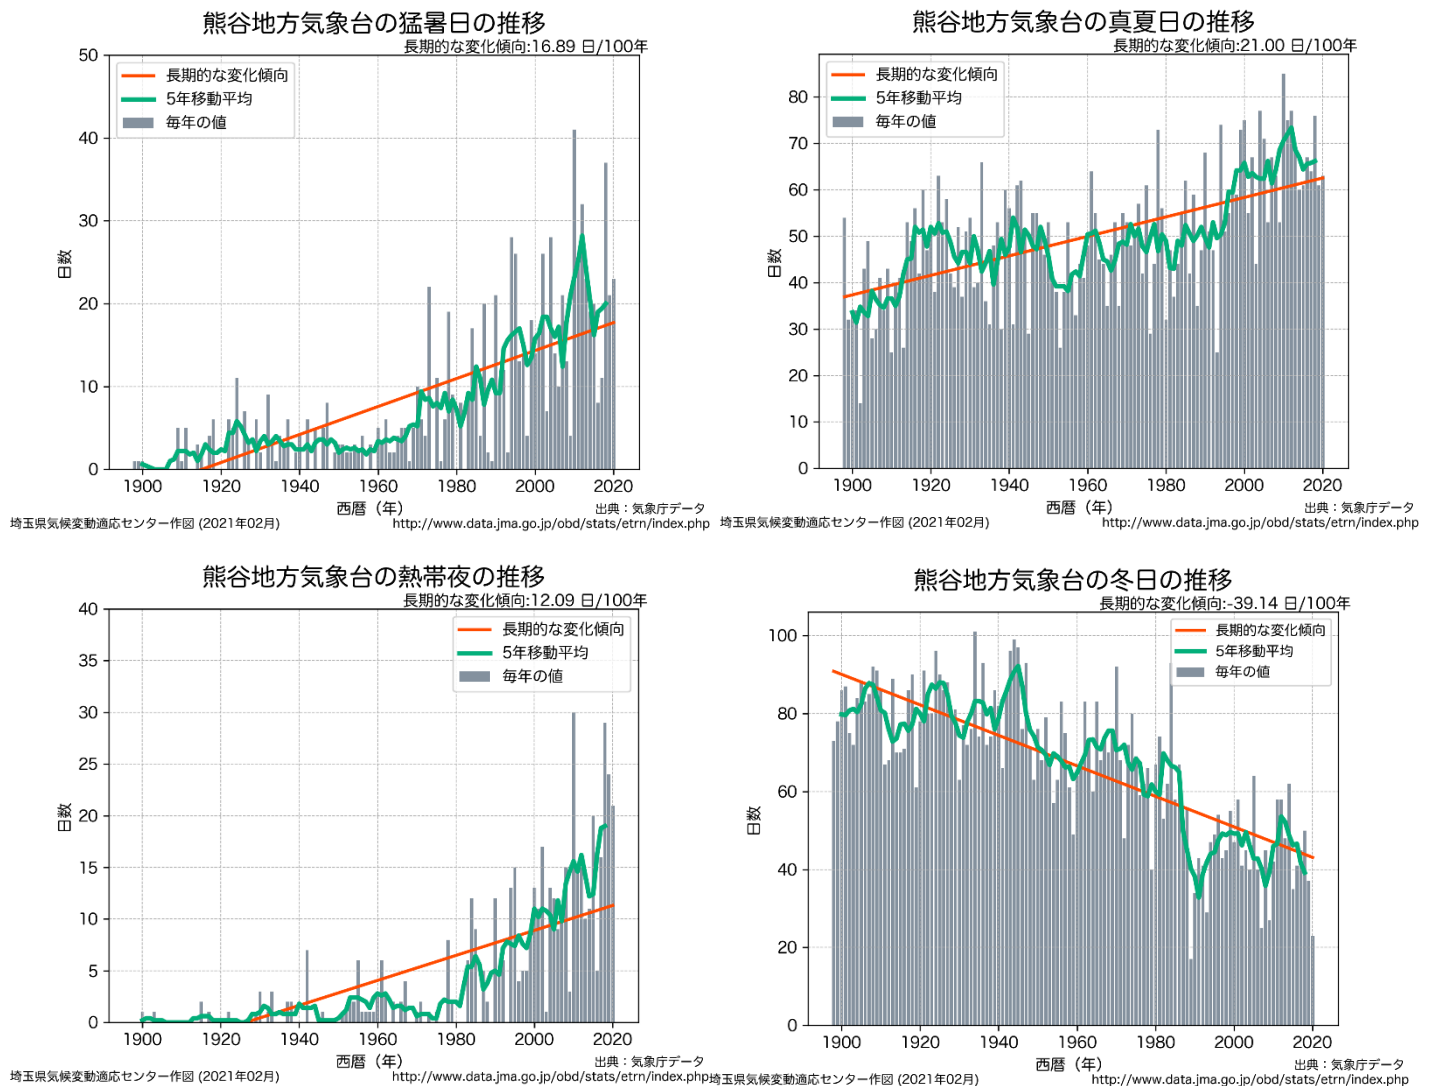 熊谷地方気象台の猛暑日の推移
長期的な変化傾向:16.89 日/100年
50
40
30
20
10
0
日数
長期的な変化傾向
5年移動平均
毎年の値
1900 1920 1940 1960 1980 2000 2020
西暦（年）
出典：気象庁データ
埼玉県気候変動適応センター作図 (2021年02月)
http://www.data.jma.go.jp/obd/stats/etrn/index.php
熊谷地方気象台の真夏日の推移
長期的な変化傾向:21.00 日/100年
80
70
60
50
40
30
20
10
0
日数
長期的な変化傾向
5年移動平均
毎年の値
1900 1920 1940 1960 1980 2000 2020
西暦（年）
出典：気象庁データ
埼玉県気候変動適応センター作図 (2021年02月)
http://www.data.jma.go.jp/obd/stats/etrn/index.php
熊谷地方気象台の熱帯夜の推移
長期的な変化傾向:12.09 日/100年
40
35
30
25
20
15
10
5
0
日数
長期的な変化傾向
5年移動平均
毎年の値
1900 1920 1940 1960 1980 2000 2020
西暦（年）
出典：気象庁データ
埼玉県気候変動適応センター作図 (2021年02月)
http://www.data.jma.go.jp/obd/stats/etrn/index.php
熊谷地方気象台の冬日の推移
長期的な変化傾向:-39.14 日/100年
100
80
60
40
20
0
日数
長期的な変化傾向
5年移動平均
毎年の値
1900 1920 1940 1960 1980 2000 2020
西暦（年）
出典：気象庁データ
埼玉県気候変動適応センター作図 (2021年02月)
http://www.data.jma.go.jp/obd/stats/etrn/index.php